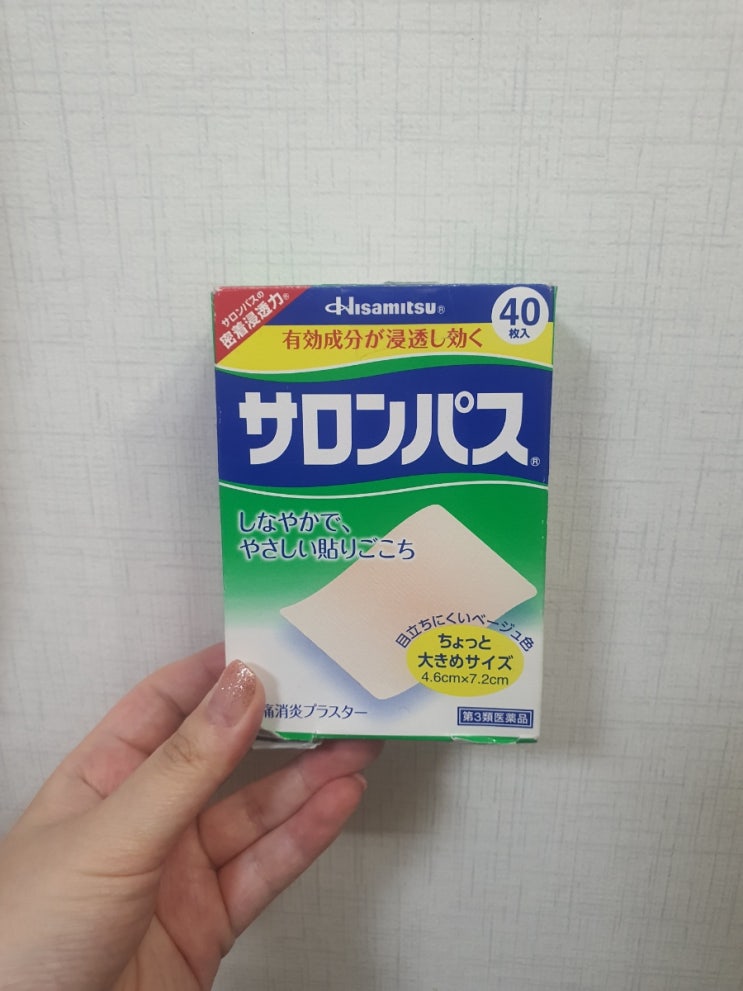 サロンパスの
密着浸透力®
Hisamitsu®
40
枚入
有効成分が浸透し効く
サロンパス®
しなやかで、
やさしい貼りごこち
目立ちにくいベージュ色
ちょっと
大きめサイズ
4.6cm×7.2cm
痛消炎プラスター
第3類医薬品